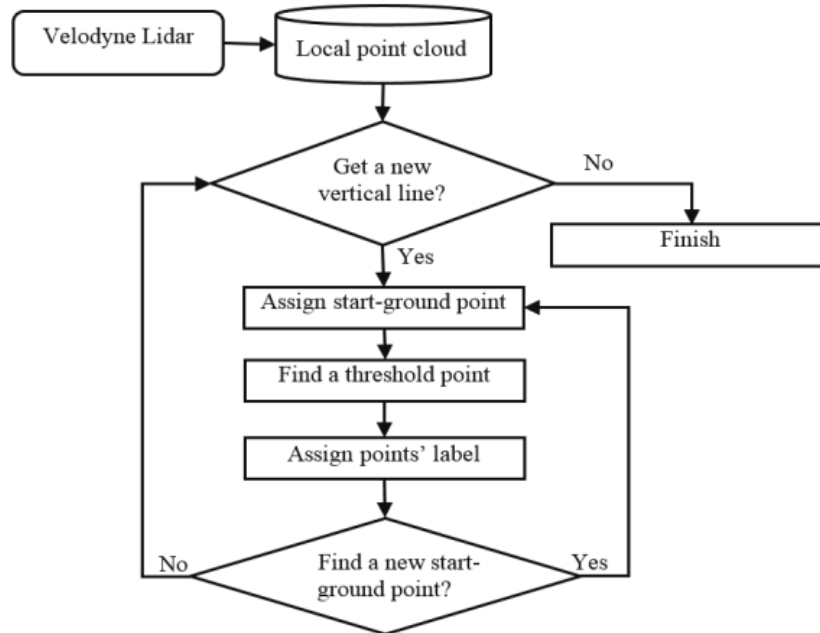 Velodyne Lidar
Local point cloud
Get a new
vertical line?
No
Finish
Yes
Assign start-ground point
Find a threshold point
Assign points’ label
No
Find a new start-
ground point?
Yes